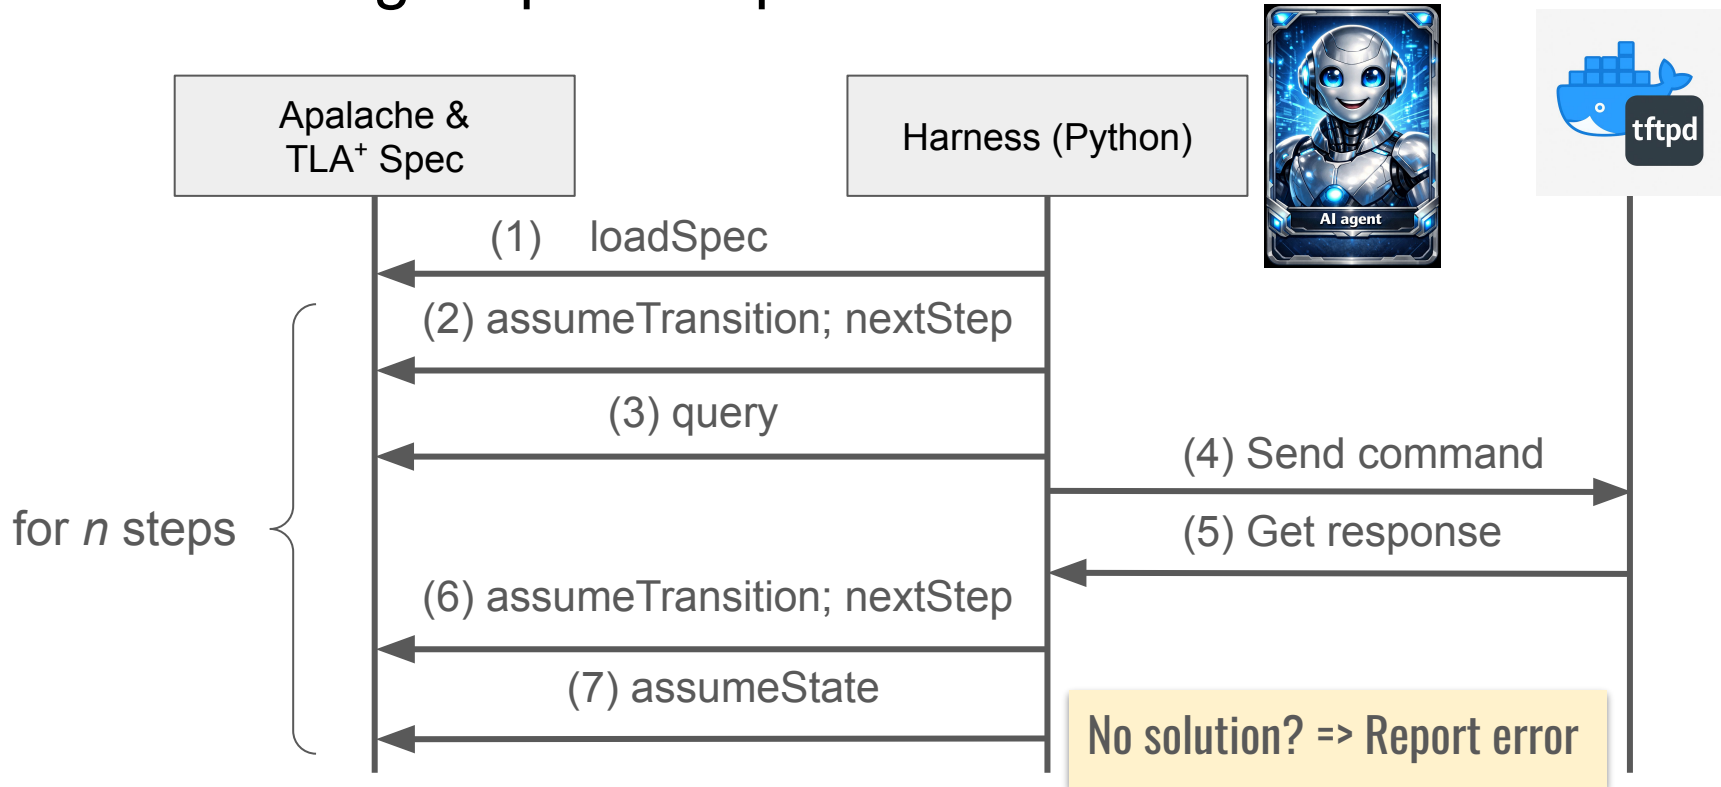 Apalache &
TLA+ Spec
Harness (Python)
AI agent
tftpd
(1) loadSpec
(2) assumeTransition; nextStep
(3) query
(4) Send command
(5) Get response
for n steps
(6) assumeTransition; nextStep
(7) assumeState
No solution? => Report error